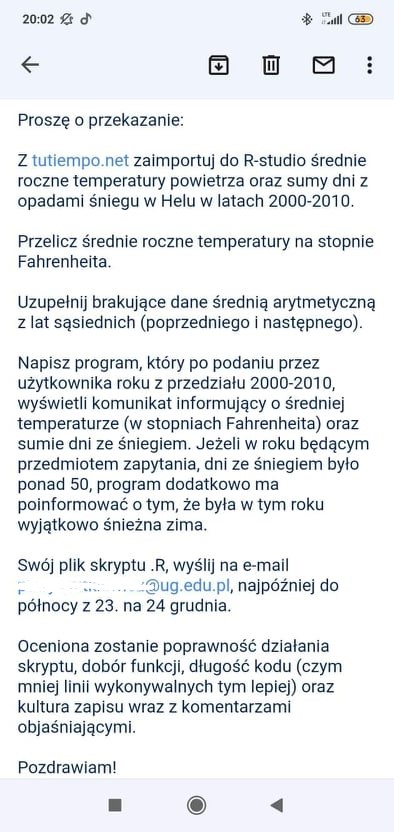 20:02
LTE
63
Proszę o przekazanie:
Z tutiempo.net zaimportuj do R-studio średnie
roczne temperatury powietrza oraz sumy dni z
opadami śniegu w Helu w latach 2000-2010.
Przelicz średnie roczne temperatury na stopnie
Fahrenheita.
Uzupełnij brakujące dane średnią arytmetyczną
z lat sąsiednich (poprzedniego i następnego).
Napisz program, który po podaniu przez
użytkownika roku z przedziału 2000-2010,
wyświetli komunikat informujący o średniej
temperaturze (w stopniach Fahrenheita) oraz
sumie dni ze śniegiem. Jeżeli w roku będącym
przedmiotem zapytania, dni ze śniegiem było
ponad 50, program dodatkowo ma
poinformować o tym, że była w tym roku
wyjątkowo śnieżna zima.
Swój plik skryptu .R, wyślij na e-mail
@ug.edu.pl, najpóźniej do
północy z 23. na 24 grudnia.
Oceniona zostanie poprawność działania
skryptu, dobór funkcji, długość kodu (czym
mniej linii wykonywalnych tym lepiej) oraz
kultura zapisu wraz z komentarzami
objaśniającymi.
Pozdrawiam!